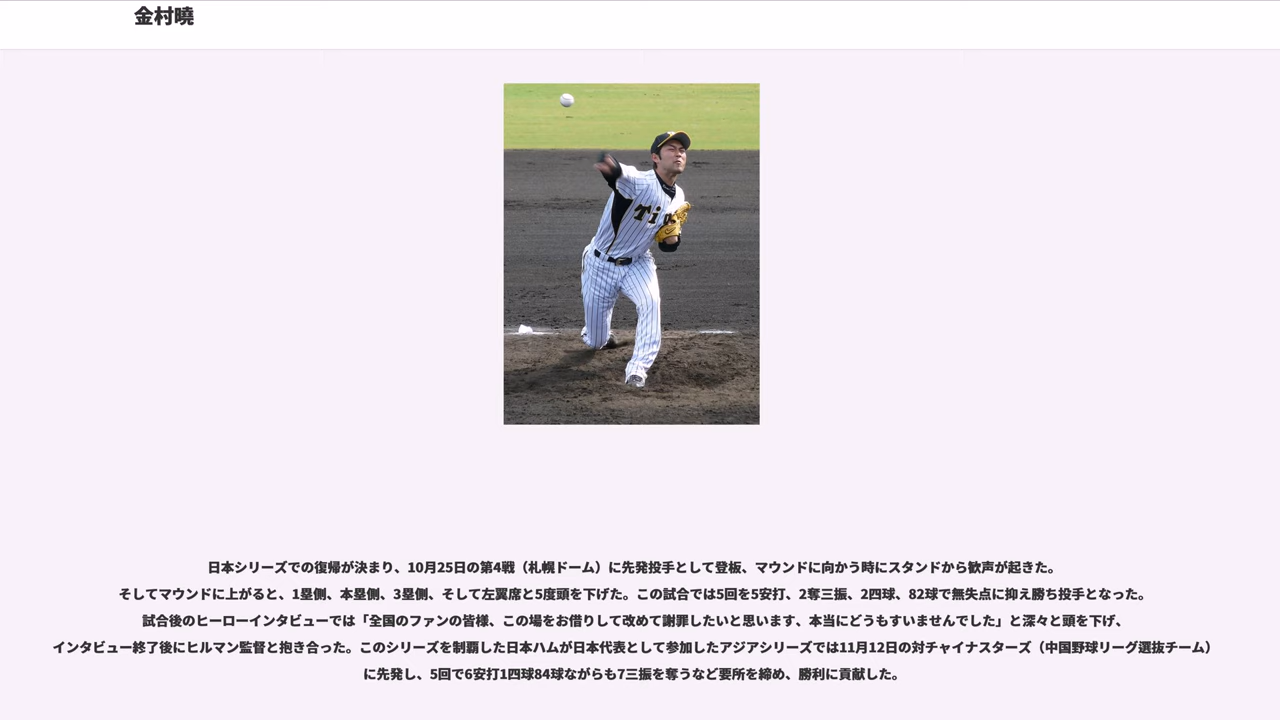 金村曉
Tig
日本シリーズでの復帰が決まり、10月25日の第4戦（札幌ドーム）に先発投手として登板、マウンドに向かう時にスタンドから歓声が起きた。
そしてマウンドに上がると、1塁側、本塁側、3塁側、そして左翼席と5度頭を下げた。この試合では5回を5安打、2奪三振、2四球、82球で無失点に抑え勝ち投手となった。
試合後のヒーローインタビューでは「全国のファンの皆様、この場をお借りして改めて謝罪したいと思います、本当にどうもすいませんでした」と深々と頭を下げ、
インタビュー終了後にヒルマン監督と抱き合った。このシリーズを制覇した日本ハムが日本代表として参加したアジアシリーズでは11月12日の対チャイナスターズ（中国野球リーグ選抜チーム）
に先発し、5回で6安打1四球84球ながらも7三振を奪うなど要所を締め、勝利に貢献した。